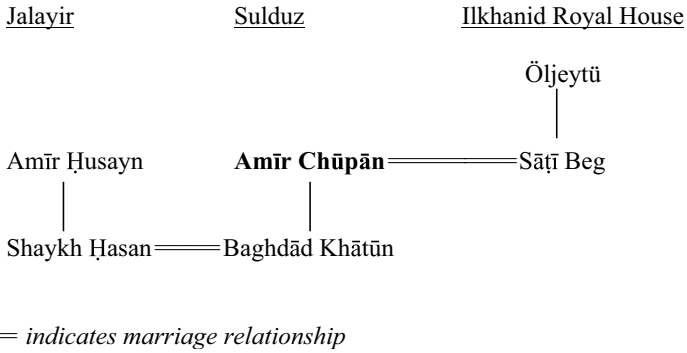 Jalayir Sulduz Ilkhanid Royal House
Öljeytü
Amīr Ḥusayn Amīr Chūpān Sāṭī Beg
Shaykh Ḥasan Baghdād Khātūn
= indicates marriage relationship